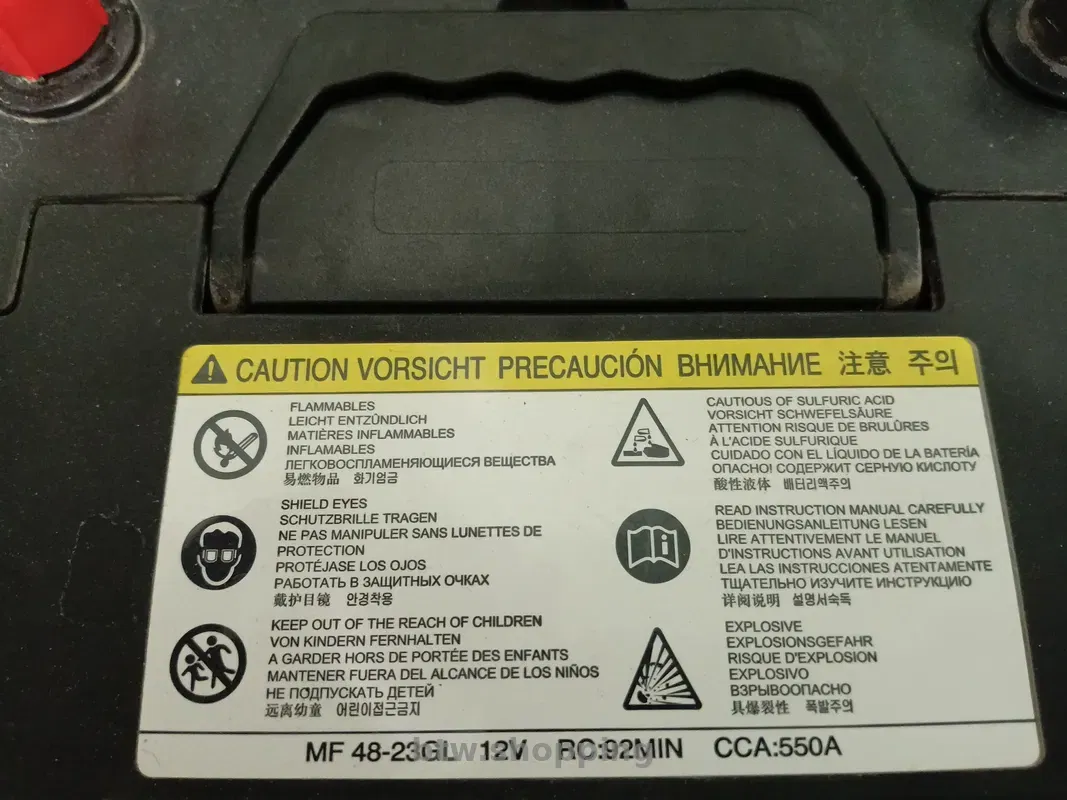 CAUTION VORSICHT PRECAUCIÓN ВНИМАНИЕ 注意 주의
FLAMMABLES
LEICHT ENTZÜNDLICH
MATIÈRES INFLAMMABLES
INFLAMABLES
ЛЕГКОВОСПЛАМЕНЯЮЩИЕСЯ ВЕЩЕСТВА
易燃物品 화기엄금
SHIELD EYES
SCHUTZBRILLE TRAGEN
NE PAS MANIPULER SANS LUNETTES DE
PROTECTION
PROTÉJASE LOS OJOS
РАБОТАТЬ В ЗАЩИТНЫХ ОЧКАХ
戴护目镜 안경착용
KEEP OUT OF THE REACH OF CHILDREN
VON KINDERN FERNHALTEN
A GARDER HORS DE PORTÉE DES ENFANTS
MANTENER FUERA DEL ALCANCE DE LOS NIÑOS
НЕ ПОДПУСКАТЬ ДЕТЕЙ
远离幼童 어린이접근금지
CAUTIOUS OF SULFURIC ACID
VORSICHT SCHWEFELSÄURE
ATTENTION RISQUE DE BRULÛRES
À L'ACIDE SULFURIQUE
CUIDADO CON EL LÍQUIDO DE LA BATERÍA
ОПАСНО! СОДЕРЖИТ СЕРНУЮ КИСЛОТУ
酸性液体 배터리액주의
READ INSTRUCTION MANUAL CAREFULLY
BEDIENUNGSANLEITUNG LESEN
LIRE ATTENTIVEMENT LE MANUEL
D'INSTRUCTIONS AVANT UTILISATION
LEA LAS INSTRUCCIONES ATENTAMENTE
ТЩАТЕЛЬНО ИЗУЧИТЕ ИНСТРУКЦИЮ
详阅说明 설명서숙독
EXPLOSIVE
EXPLOSIONSGEFAHR
RISQUE D'EXPLOSION
EXPLOSIVO
ВЗРЫВООПАСНО
具爆裂性 폭발주의
MF 48-23GL 12V RC:92MIN CCA:550A
btw.shopping